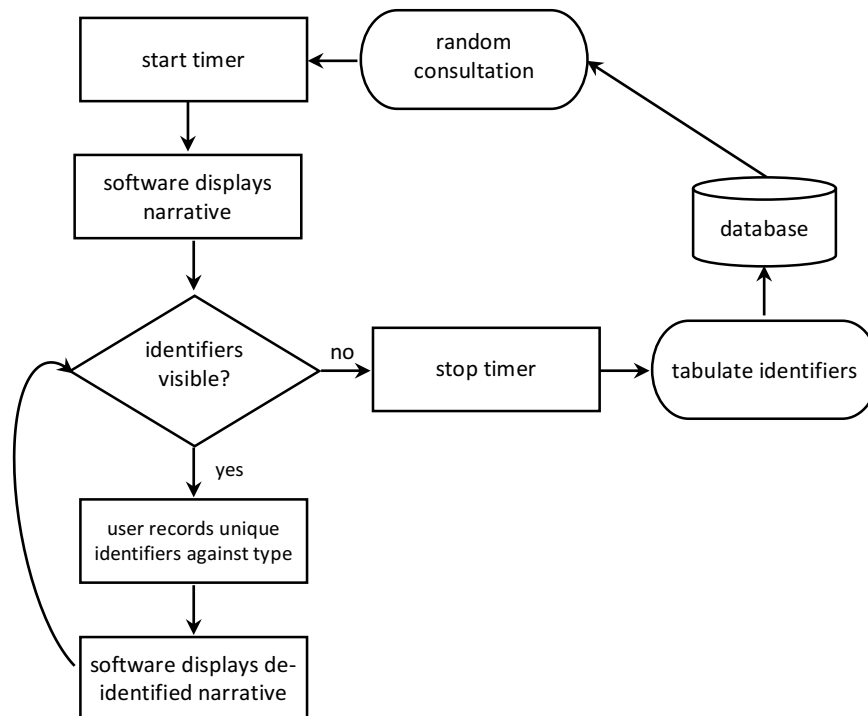 start timer
random
consultation
software displays
narrative
database
identifiers
visible?
no
stop timer
tabulate identifiers
yes
user records unique
identifiers against type
software displays de-
identified narrative